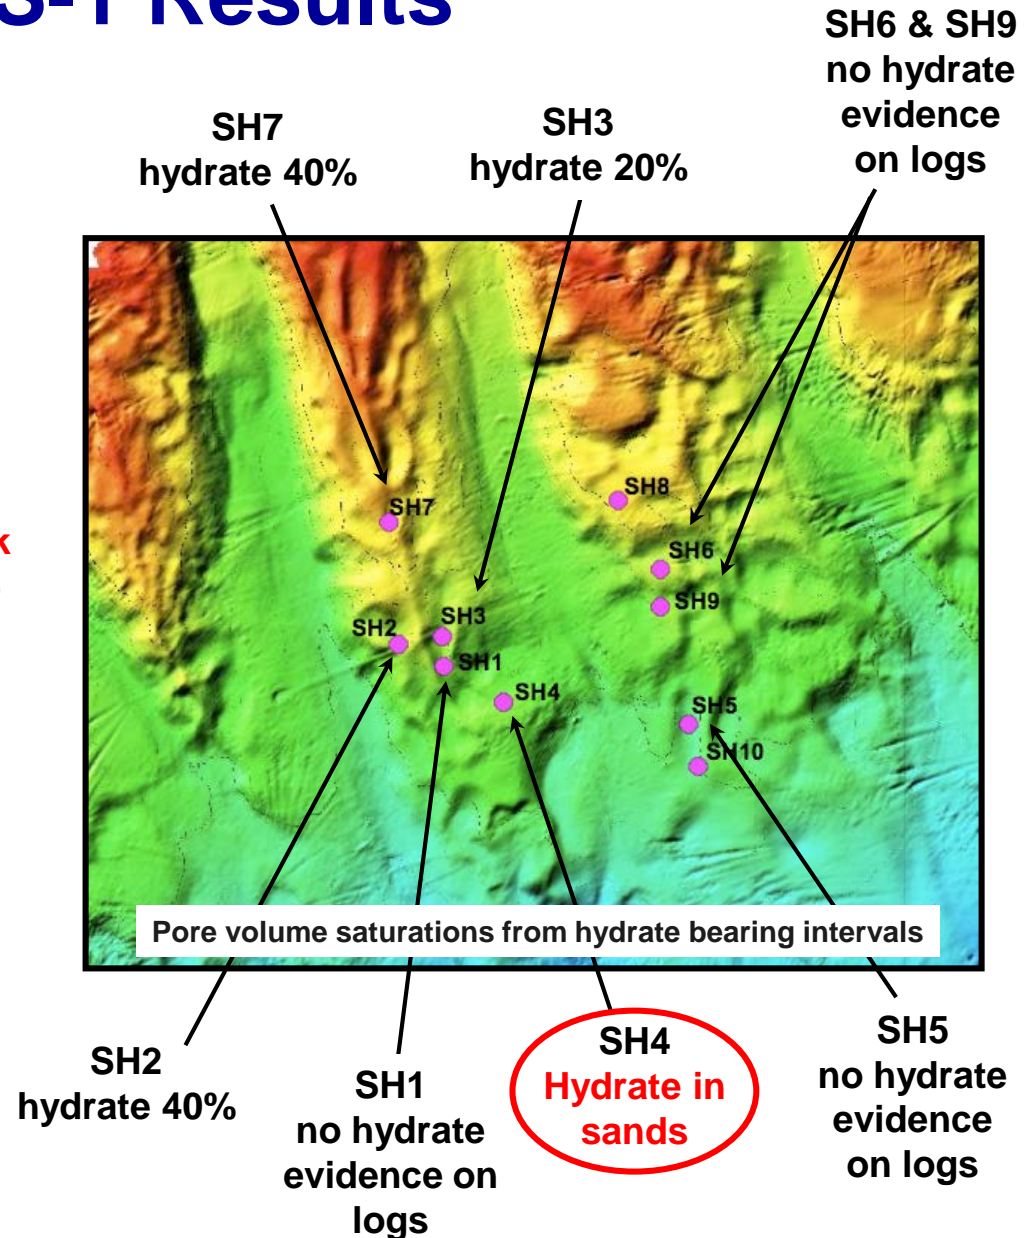 S-1 Results
SH6 & SH9
no hydrate
evidence
on logs
SH7
hydrate 40%
SH3
hydrate 20%
k
SH7
SH8
SH6
SH9
SH3
SH2
SH1
SH4
SH5
SH10
Pore volume saturations from hydrate bearing intervals
SH2
hydrate 40%
SH1
no hydrate
evidence on
logs
SH4
Hydrate in
sands
SH5
no hydrate
evidence
on logs